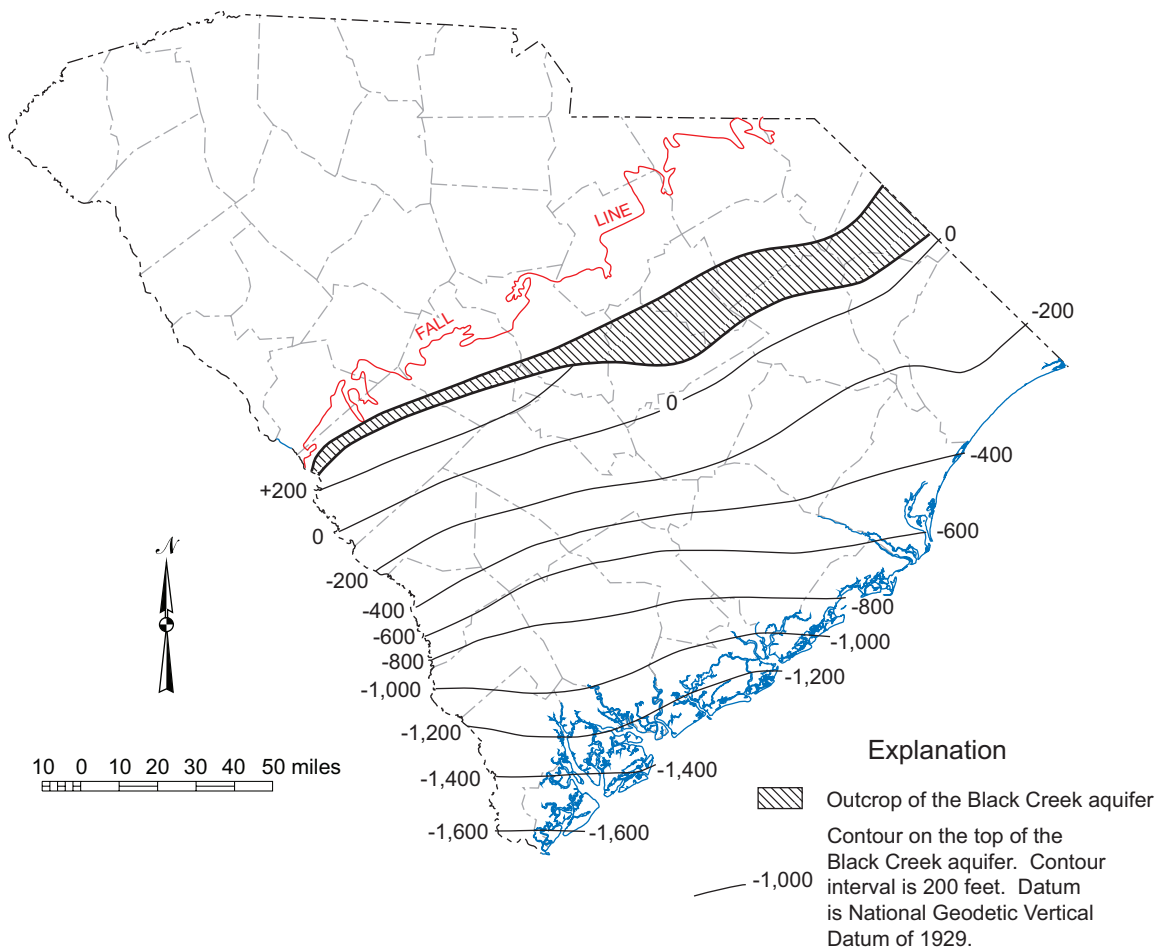 LINE
FALL
0
-200
0
-400
+200
0
-600
-200
-400
-800
-600
-1,000
-800
-1,200
-1,000
-1,200
-1,400
-1,400
-1,600
-1,600
N
10 0 10 20 30 40 50 miles
Explanation
Outcrop of the Black Creek aquifer
-1,000
Contour on the top of the
Black Creek aquifer. Contour
interval is 200 feet. Datum
is National Geodetic Vertical
Datum of 1929.